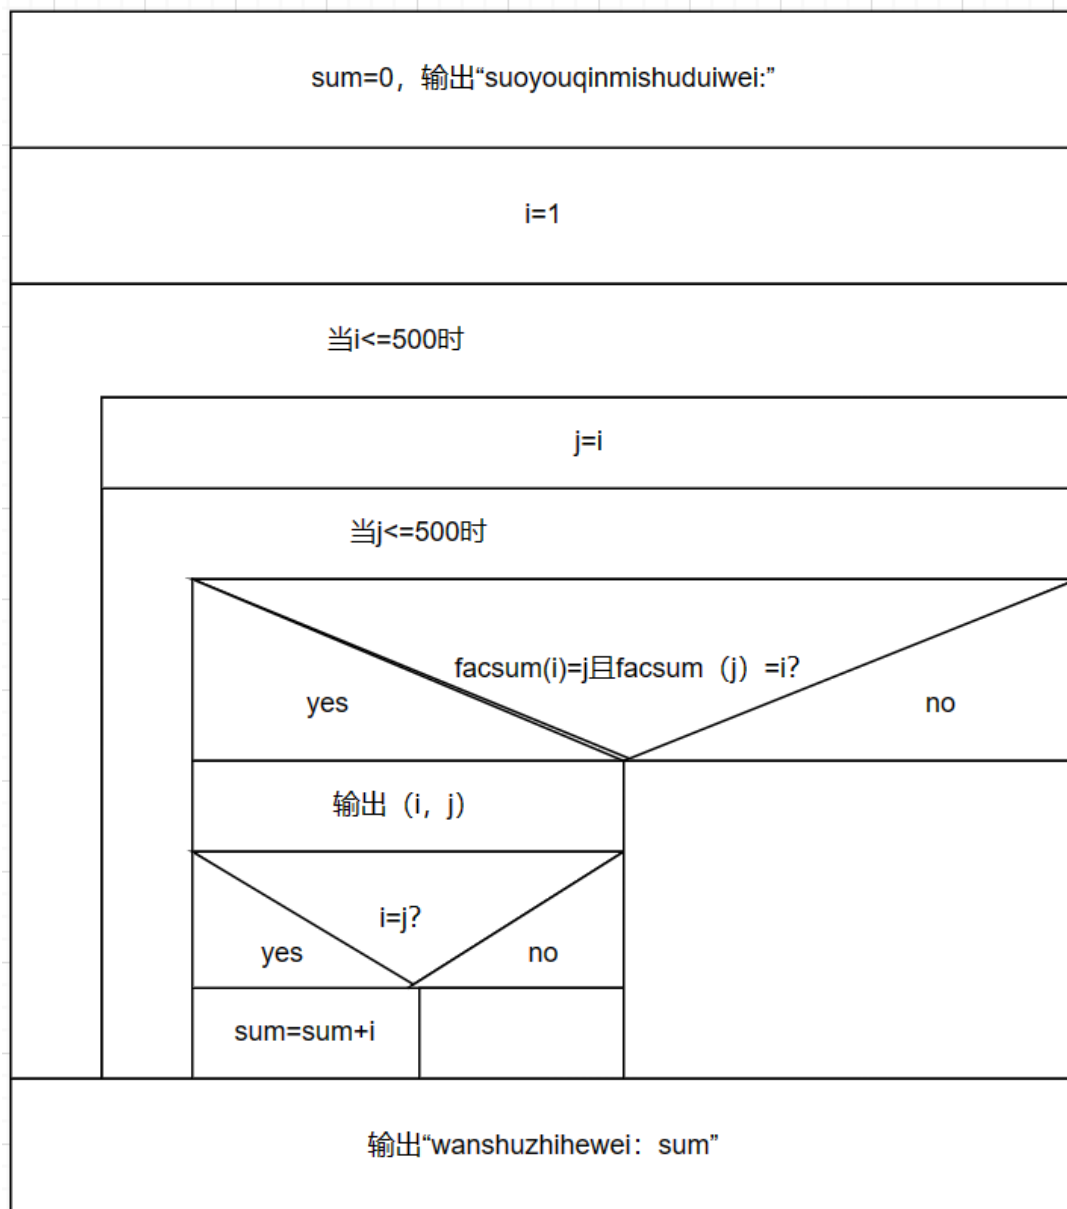 sum=0，输出“suoyouqinmishuduiwei:”
i=1
当i<=500时
j=i
当j<=500时
facsum(i)=j且facsum（j）=i?
yes
no
输出（i，j）
i=j?
yes
no
sum=sum+i
输出“wanshuzhihewei：sum”